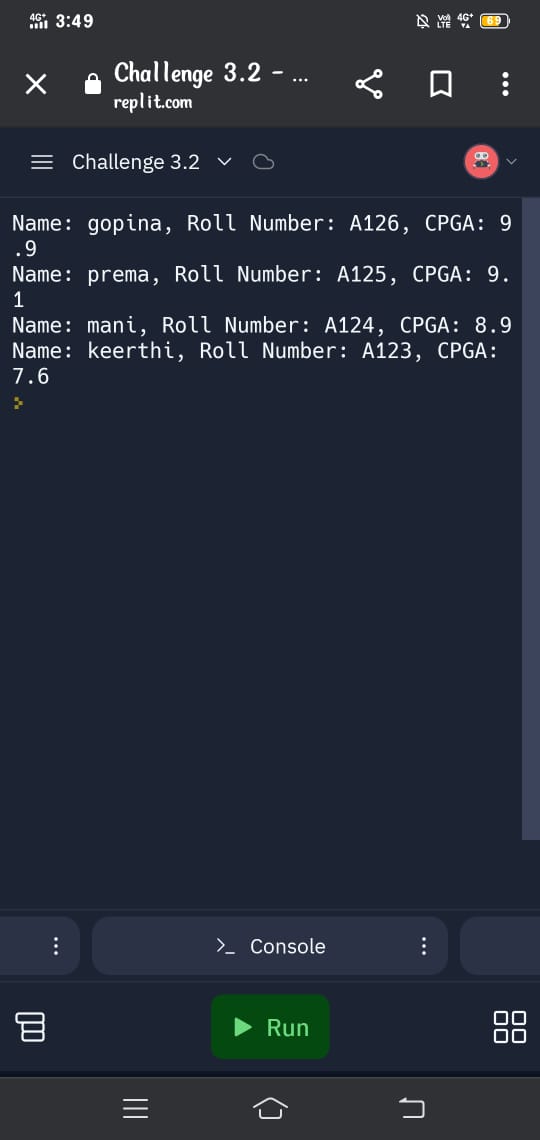 4G+ 3:49 Vo) LTE 4G+ 69
Challenge 3.2 - ...
replit.com
Challenge 3.2
Name: gopina, Roll Number: A126, CPGA: 9
.9
Name: prema, Roll Number: A125, CPGA: 9.
1
Name: mani, Roll Number: A124, CPGA: 8.9
Name: keerthi, Roll Number: A123, CPGA:
7.6
Console
Run